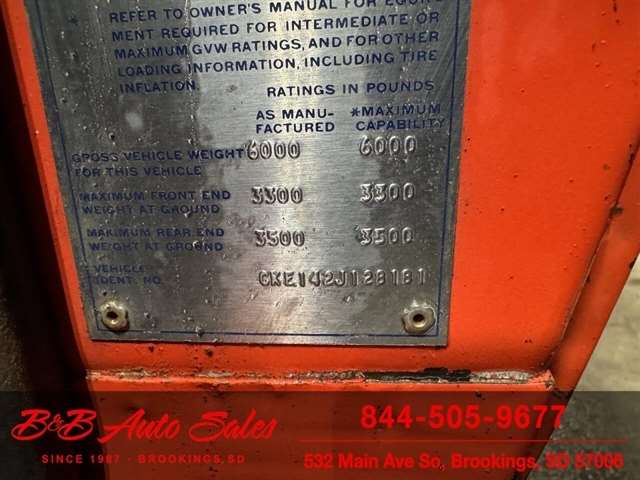 * REFER TO OWNER'S MANUAL FOR EQUIP-
MENT REQUIRED FOR INTERMEDIATE OR
MAXIMUM GVW RATINGS, AND FOR OTHER
LOADING INFORMATION, INCLUDING TIRE
INFLATION.
RATINGS IN POUNDS
AS MANU- *MAXIMUM
FACTURED CAPABILITY
GROSS VEHICLE WEIGHT 6000 6000
FOR THIS VEHICLE
MAXIMUM FRONT END 3300 3300
WEIGHT AT GROUND
MAXIMUM REAR END 3500 3500
WEIGHT AT GROUND
VEHICLE
IDENT. NO. CKE142J128181
B&B Auto Sales
SINCE 1987 - BROOKINGS, SD
844-505-9677
532 Main Ave So, Brookings, SD 57006